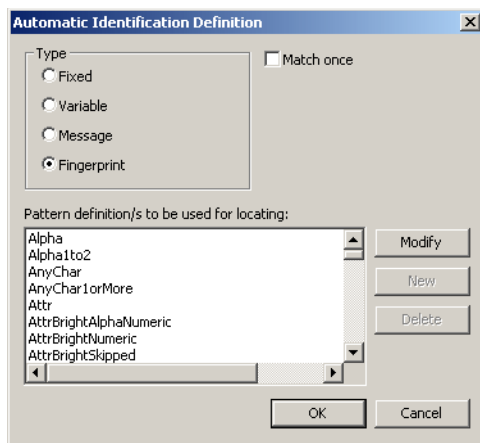 Automatic Identification Definition
Type
Match once
Fixed
Variable
Message
Fingerprint
Pattern definition/s to be used for locating:
Alpha
Alpha1to2
AnyChar
AnyChar1orMore
Attr
AttrBrightAlphaNumeric
AttrBrightNumeric
AttrBrightSkipped
Modify
New
Delete
OK
Cancel